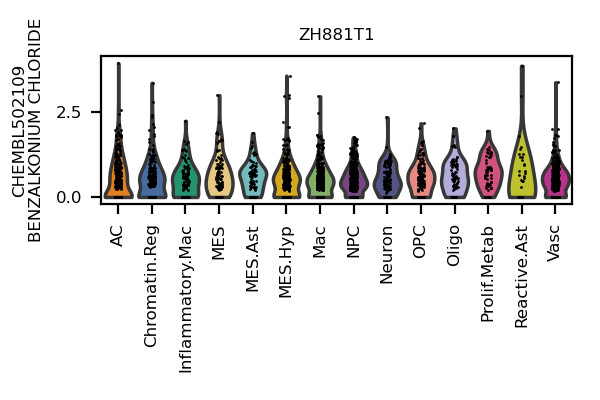 ZH881T1
CHEMBL502109
BENZALKONIUM CHLORIDE
2.5
0.0
AC
Chromatin.Reg
Inflammatory.Mac
MES
MES.Ast
MES.Hyp
Mac
NPC
Neuron
OPC
Oligo
Prolif.Metab
Reactive.Ast
Vasc